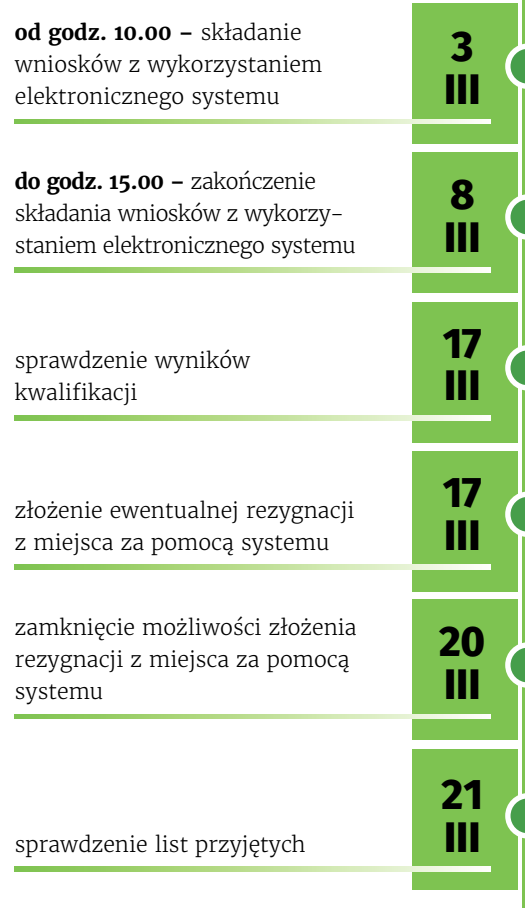 od godz. 10.00 – składanie
wniosków z wykorzystaniem
elektronicznego systemu
3
III
do godz. 15.00 – zakończenie
składania wniosków z wykorzy-
staniem elektronicznego systemu
8
III
sprawdzenie wyników
kwalifikacji
17
III
złożenie ewentualnej rezygnacji
z miejsca za pomocą systemu
17
III
zamknięcie możliwości złożenia
rezygnacji z miejsca za pomocą
systemu
20
III
sprawdzenie list przyjętych
21
III